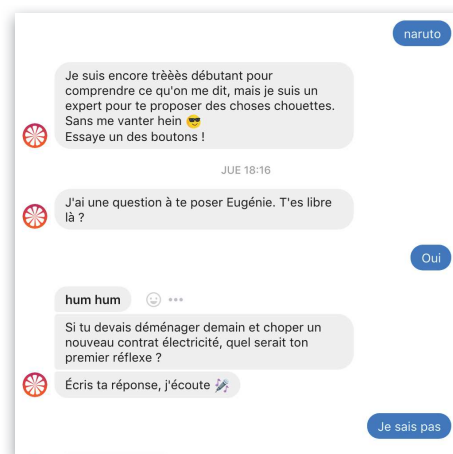 naruto
Je suis encore trèèès débutant pour
comprendre ce qu'on me dit, mais je suis un
expert pour te proposer des choses chouettes.
Sans me vanter hein 😎
Essaye un des boutons !
JUE 18:16
J'ai une question à te poser Eugénie. T'es libre
là ?
Oui
hum hum
Si tu devais déménager demain et choper un
nouveau contrat électricité, quel serait ton
premier réflexe ?
Écris ta réponse, j'écoute 🎤
Je sais pas